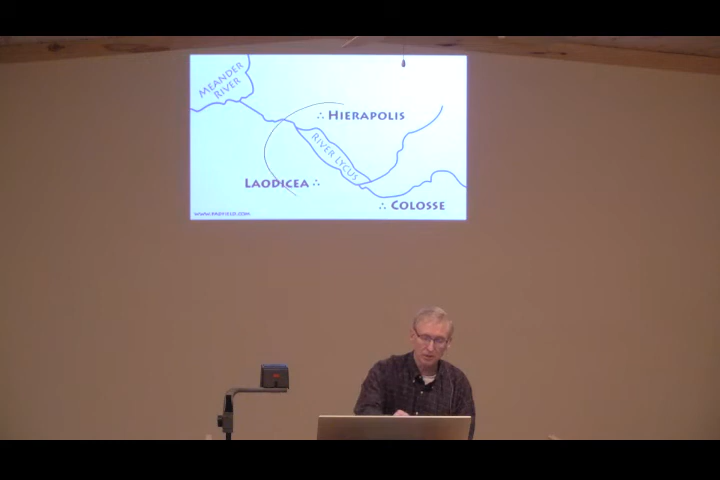 MEANDER
RIVER
HIERAPOLIS
RIVER LYCUS
LAODICEA
COLOSSE